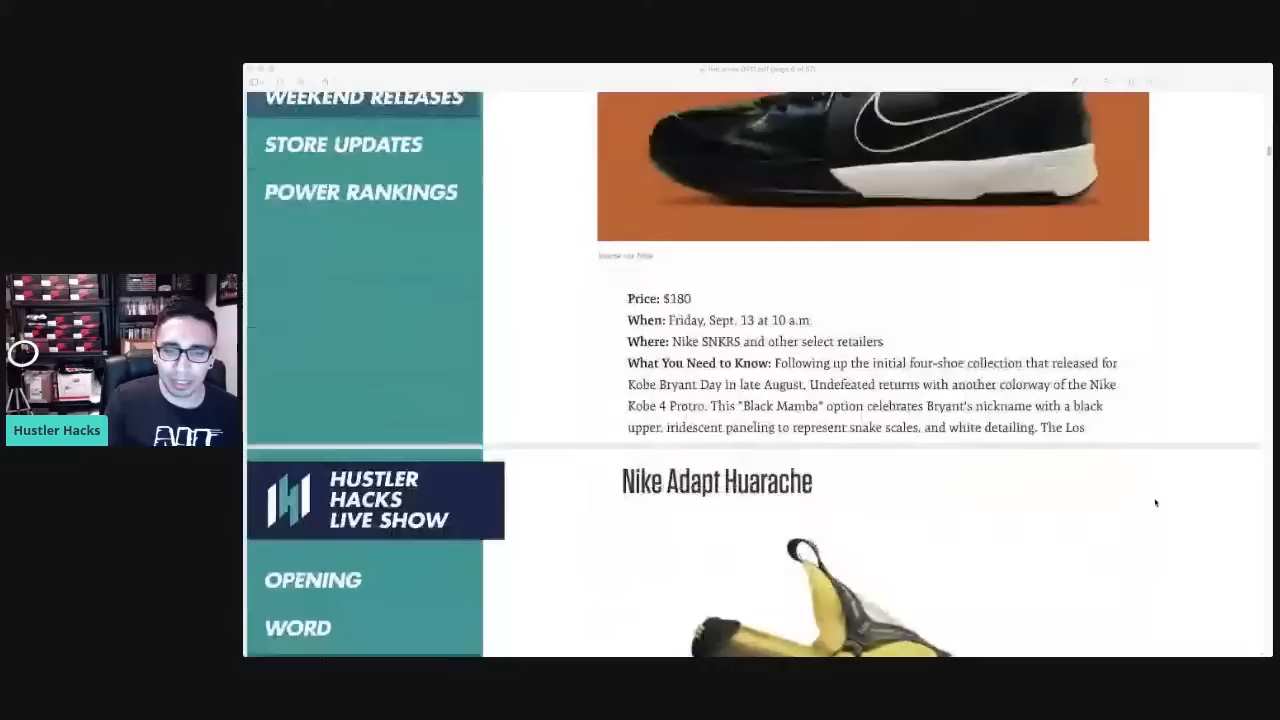 WEEKEND RELEASES
STORE UPDATES
POWER RANKINGS
Price: $180
When: Friday, Sept. 13 at 10 a.m.
Where: Nike SNKRS and other select retailers
What You Need to Know: Following up the initial four-shoe collection that released for
Kobe Bryant Day in late August, Undefeated returns with another colorway of the Nike
Kobe 4 Protro. This "Black Mamba" option celebrates Bryant's nickname with a black
upper, iridescent paneling to represent snake scales, and white detailing. The Los
Hustler Hacks
HUSTLER
HACKS
LIVE SHOW
Nike Adapt Huarache
OPENING
WORD